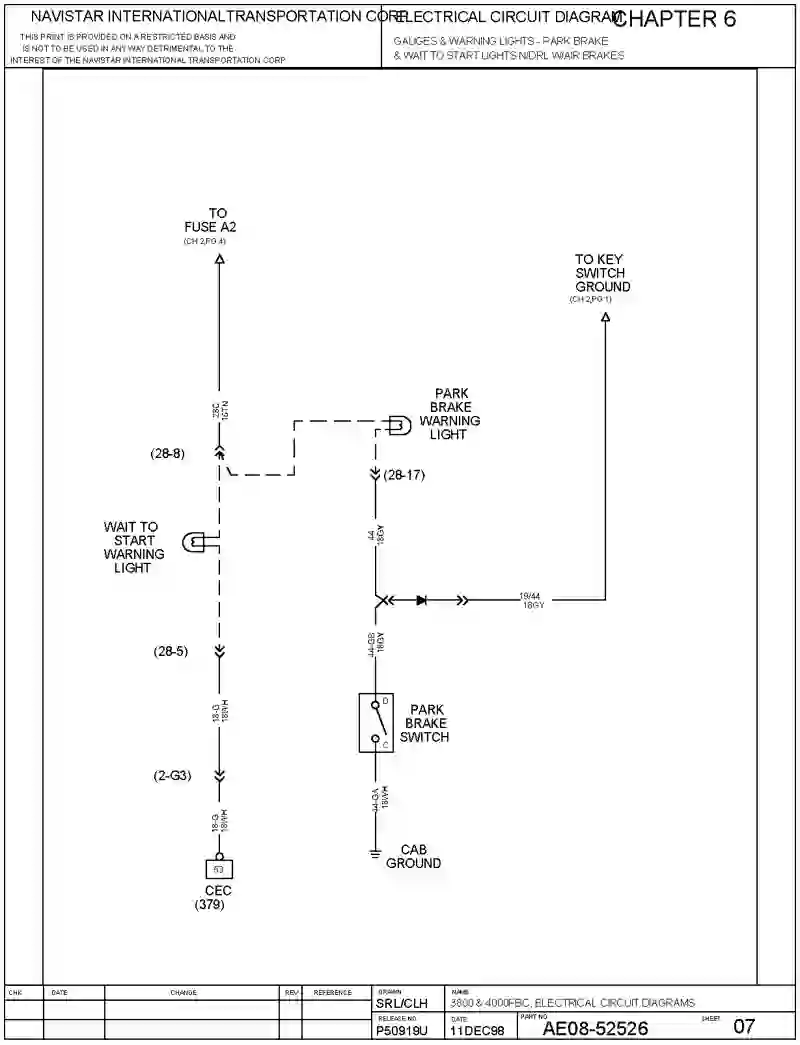 NAVISTAR INTERNATIONAL TRANSPORTATION CORP.
THIS PRINT IS PROVIDED ON A RESTRICTED BASIS AND
IS NOT TO BE USED IN ANY WAY DETRIMENTAL TO THE
INTEREST OF THE NAVISTAR INTERNATIONAL TRANSPORTATION CORP
ELECTRICAL CIRCUIT DIAGRAM
CHAPTER 6
GAUGES & WARNING LIGHTS - PARK BRAKE
& WAIT TO START LIGHTS N/DRL W/AIR BRAKES
TO
FUSE A2
(CH 2,PG 4)
TO KEY
SWITCH
GROUND
(CH 2,PG 1)
28C
16TN
PARK
BRAKE
WARNING
LIGHT
(28-8)
(28-17)
WAIT TO
START
WARNING
LIGHT
44
18GY
19/44
18GY
18GY
(28-5)
18-G
18WH
D
C
PARK
BRAKE
SWITCH
(2-G3)
18WH
18-G
18WH
CAB
GROUND
53
CEC
(379)
CHK
DATE
CHANGE
REV
REFERENCE
DRAWN
SRL/CLH
NAME
3800 & 4000FBC, ELECTRICAL CIRCUIT DIAGRAMS
RELEASE NO.
P50919U
DATE
11DEC98
PART NO.
AE08-52526
SHEET
07